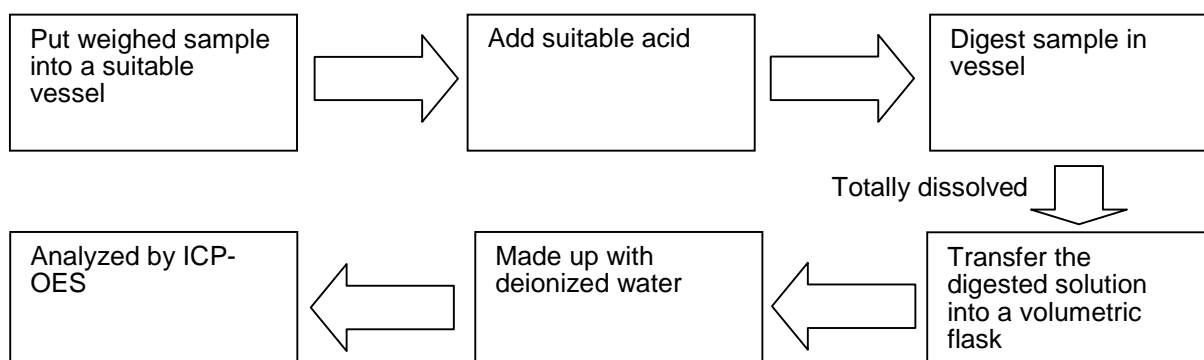 Put weighed sample
into a suitable
vessel
Add suitable acid
Digest sample in
vessel
Totally dissolved
Transfer the
digested solution
into a volumetric
flask
Made up with
deionized water
Analyzed by ICP-
OES